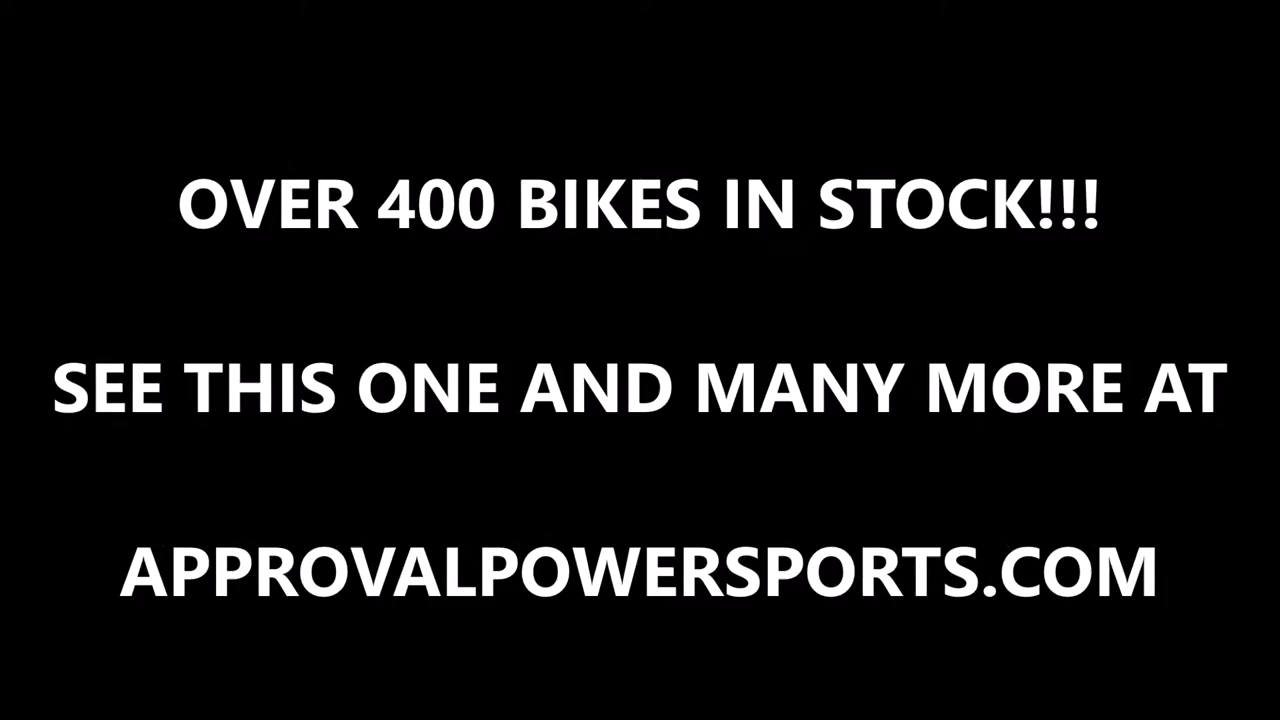 OVER 400 BIKES IN STOCK!!!
SEE THIS ONE AND MANY MORE AT
APPROVALPOWERSPORTS.COM